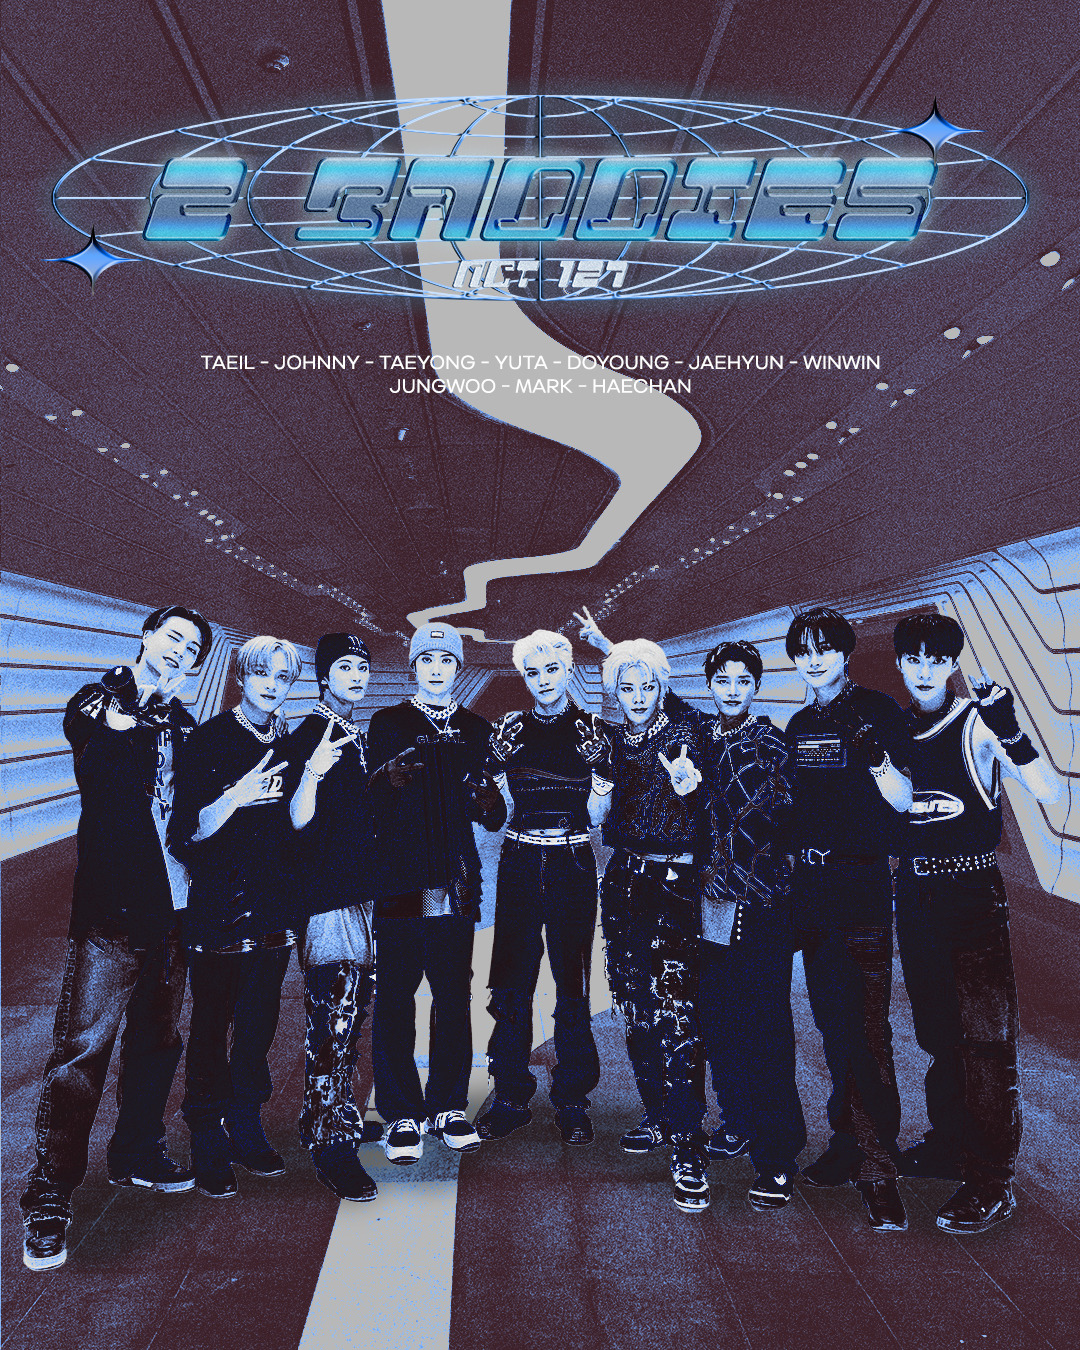 2 BADDIES
NCT 127
TAEIL - JOHNNY - TAEYONG - YUTA - DOYOUNG - JAEHYUN - WINWIN
JUNGWOO - MARK - HAECHAN